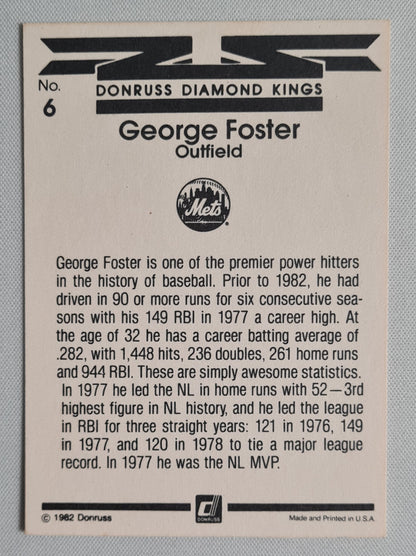 No.
6
DONRUSS DIAMOND KINGS
George Foster
Outfield
Mets
George Foster is one of the premier power hitters
in the history of baseball. Prior to 1982, he had
driven in 90 or more runs for six consecutive sea-
sons with his 149 RBI in 1977 a career high. At
the age of 32 he has a career batting average of
.282, with 1,448 hits, 236 doubles, 261 home runs
and 944 RBI. These are simply awesome statistics.
In 1977 he led the NL in home runs with 52—3rd
highest figure in NL history, and he led the league
in RBI for three straight years: 121 in 1976, 149
in 1977, and 120 in 1978 to tie a major league
record. In 1977 he was the NL MVP.
© 1982 Donruss
DONRUSS
Made and Printed in U.S.A.